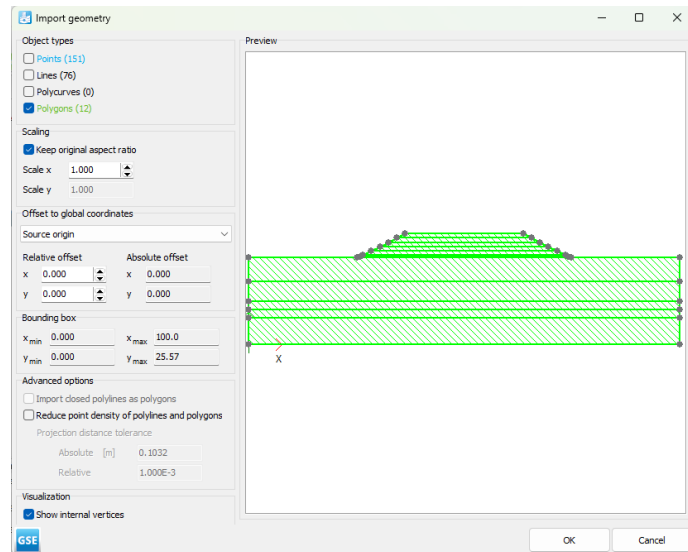 Import geometry
Object types
Points (151)
Lines (76)
Polycurves (0)
Polygons (12)
Scaling
Keep original aspect ratio
Scale x 1.000
Scale y 1.000
Offset to global coordinates
Source origin
Relative offset Absolute offset
x 0.000 x 0.000
y 0.000 y 0.000
Bounding box
x min 0.000 x max 100.0
y min 0.000 y max 25.57
Advanced options
Import closed polylines as polygons
Reduce point density of polylines and polygons
Projection distance tolerance
Absolute [m] 0.1032
Relative 1.000E-3
Visualization
Show internal vertices
Preview
X
GSE
OK Cancel